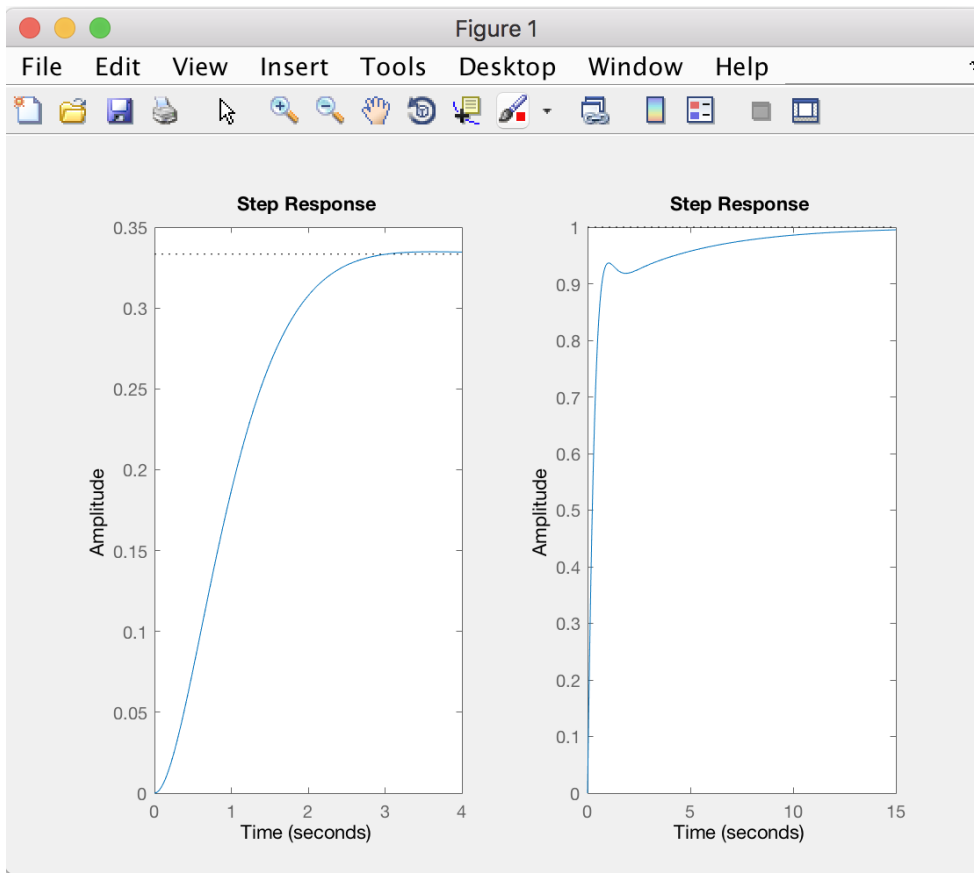 Figure 1
File Edit View Insert Tools Desktop Window Help
Step Response
0.35
0.3
0.25
0.2
0.15
0.1
0.05
0
Amplitude
0 1 2 3 4
Time (seconds)
Step Response
1
0.9
0.8
0.7
0.6
0.5
0.4
0.3
0.2
0.1
0
Amplitude
0 5 10 15
Time (seconds)